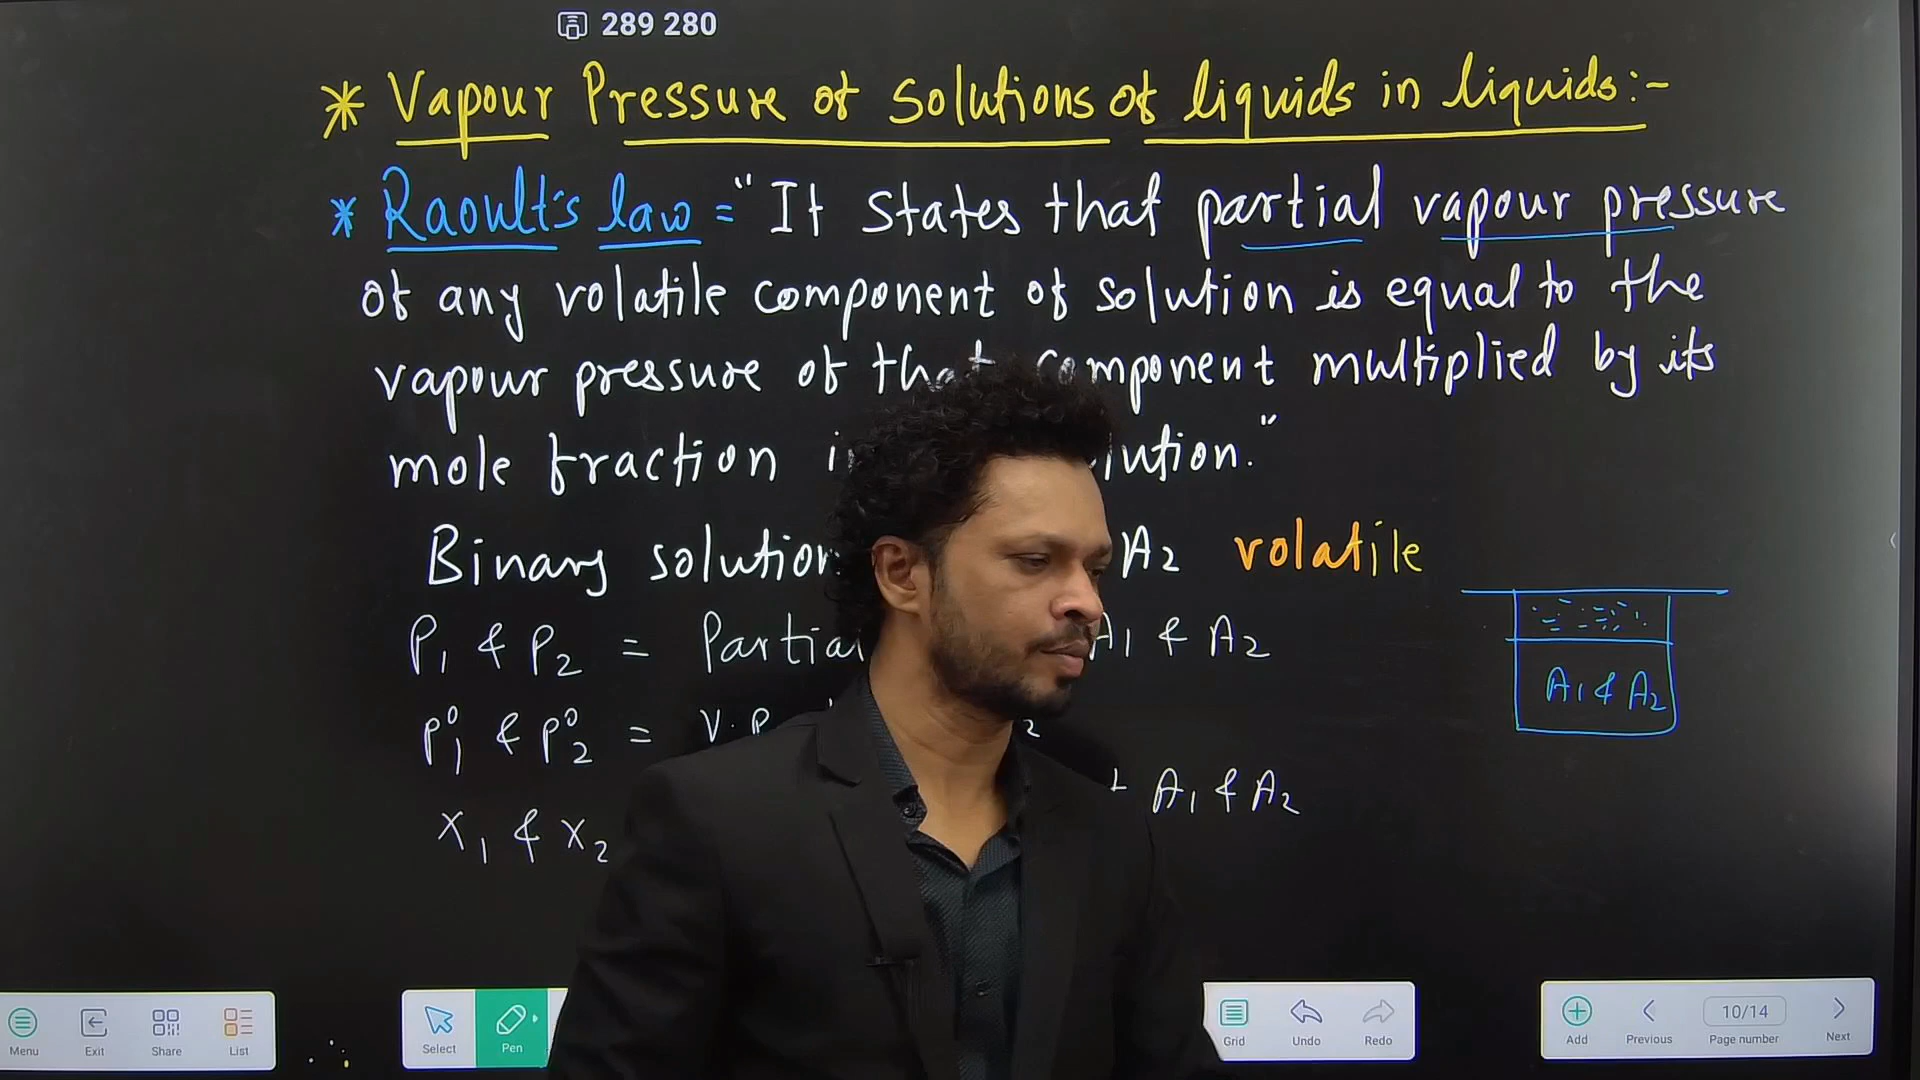 289 280
* Vapour Pressure of solutions of liquids in liquids:-
* Raoult's law = "It states that partial vapour pressure
of any volatile component of solution is equal to the
vapour pressure of that component multiplied by its
mole fraction
Binary solution A2 volatile
P1 & P2 = Partial A1 & A2
P1⁰ & P2⁰ = V.P 2
X1 & X2 A1 & A2
A1 & A2
Menu Exit Share List Select Pen Grid Undo Redo Add Previous 10/14 Page number Next